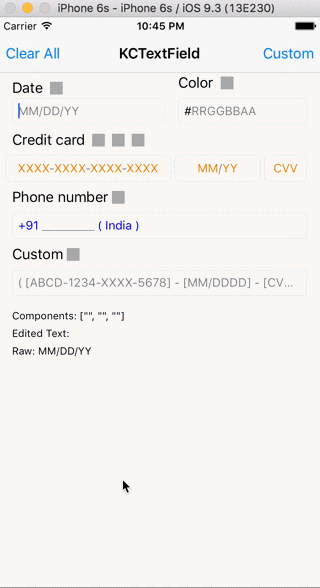 iPhone 6s - iPhone 6s / iOS 9.3 (13E230)
Carrier 10:45 PM
Clear All KCTextField Custom
Date Color
MM/DD/YY #RRGGBBAA
Credit card
XXXX-XXXX-XXXX-XXXX MM/YY CVV
Phone number
+91 __________ ( India )
Custom
( [ABCD-1234-XXXX-5678] - [MM/DDDD] - [CV...
Components: ["", "", ""]
Edited Text:
Raw: MM/DD/YY